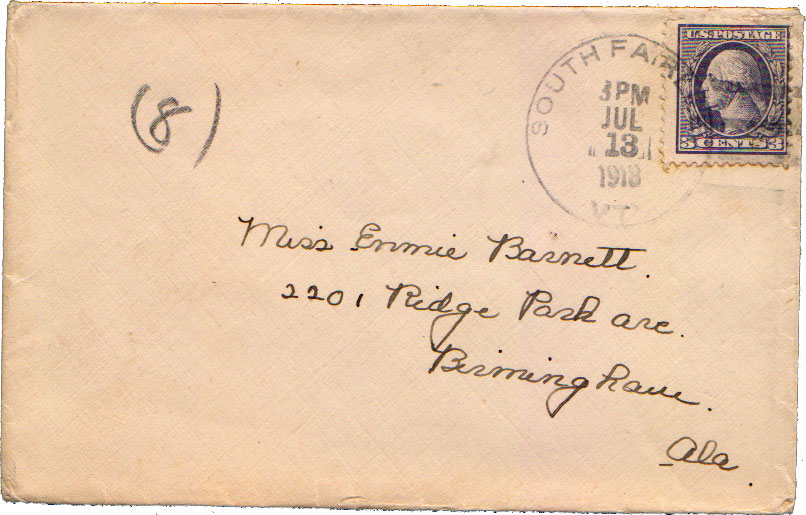 (8)
SOUTH FAIR
3 PM
JUL
13
1918
VT
U.S. POSTAGE
3 CENTS 3
Miss Enmie Barnett.
2201 Ridge Park ave.
Birmingham.
Ala.